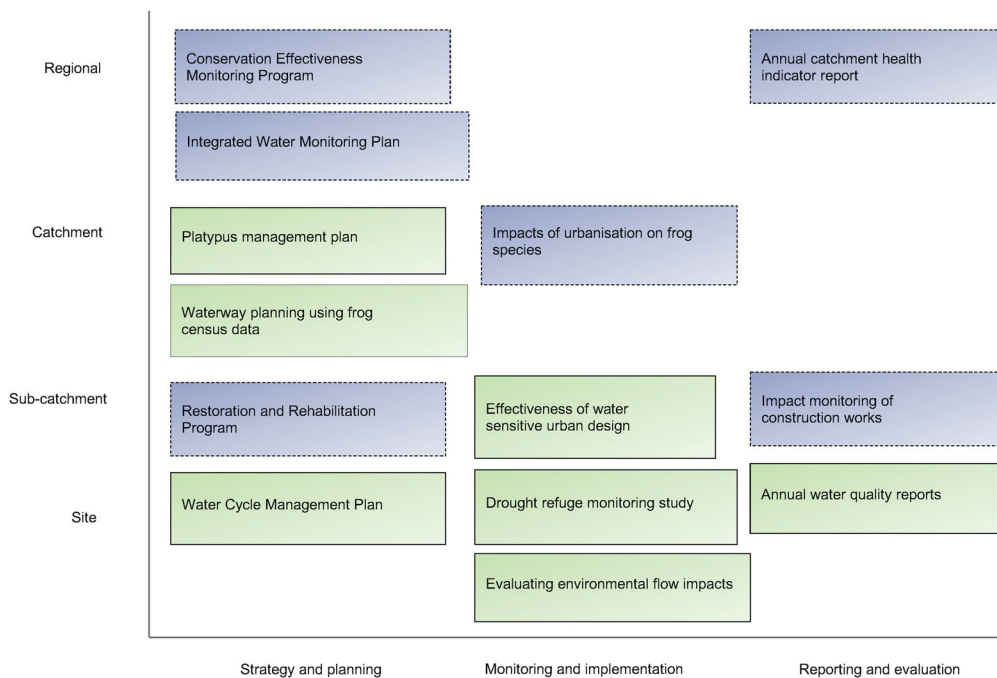 Regional
Conservation Effectiveness
Monitoring Program
Annual catchment health
indicator report
Integrated Water Monitoring Plan
Catchment
Platypus management plan
Impacts of urbanisation on frog
species
Waterway planning using frog
census data
Sub-catchment
Restoration and Rehabilitation
Program
Effectiveness of water
sensitive urban design
Impact monitoring of
construction works
Site
Water Cycle Management Plan
Drought refuge monitoring study
Annual water quality reports
Evaluating environmental flow impacts
Strategy and planning
Monitoring and implementation
Reporting and evaluation